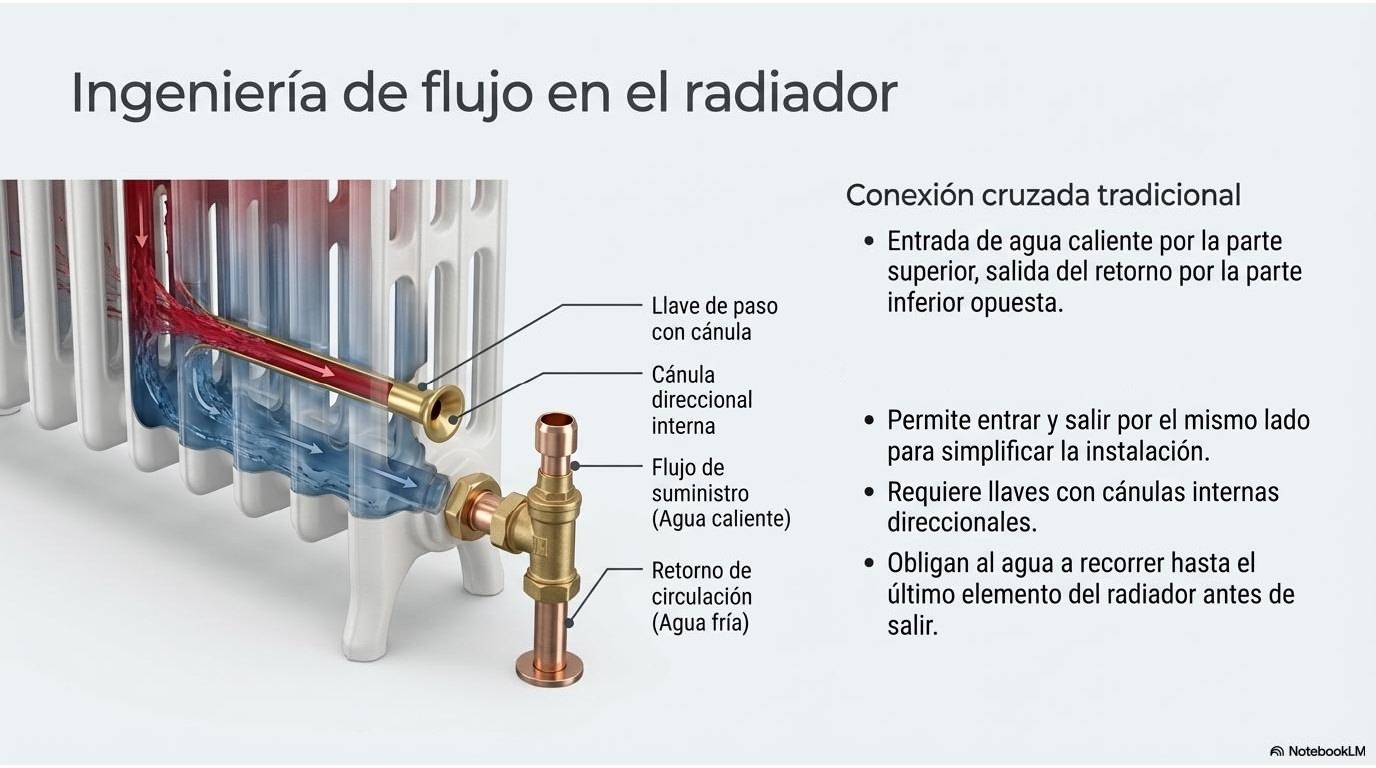 Ingeniería de flujo en el radiador
Llave de paso
con cánula
Cánula
direccional
interna
Flujo de
suministro
(Agua caliente)
Retorno de
circulación
(Agua fría)
Conexión cruzada tradicional
• Entrada de agua caliente por la parte
superior, salida del retorno por la parte
inferior opuesta.
• Permite entrar y salir por el mismo lado
para simplificar la instalación.
• Requiere llaves con cánulas internas
direccionales.
• Obligan al agua a recorrer hasta el
último elemento del radiador antes de
salir.
NotebookLM